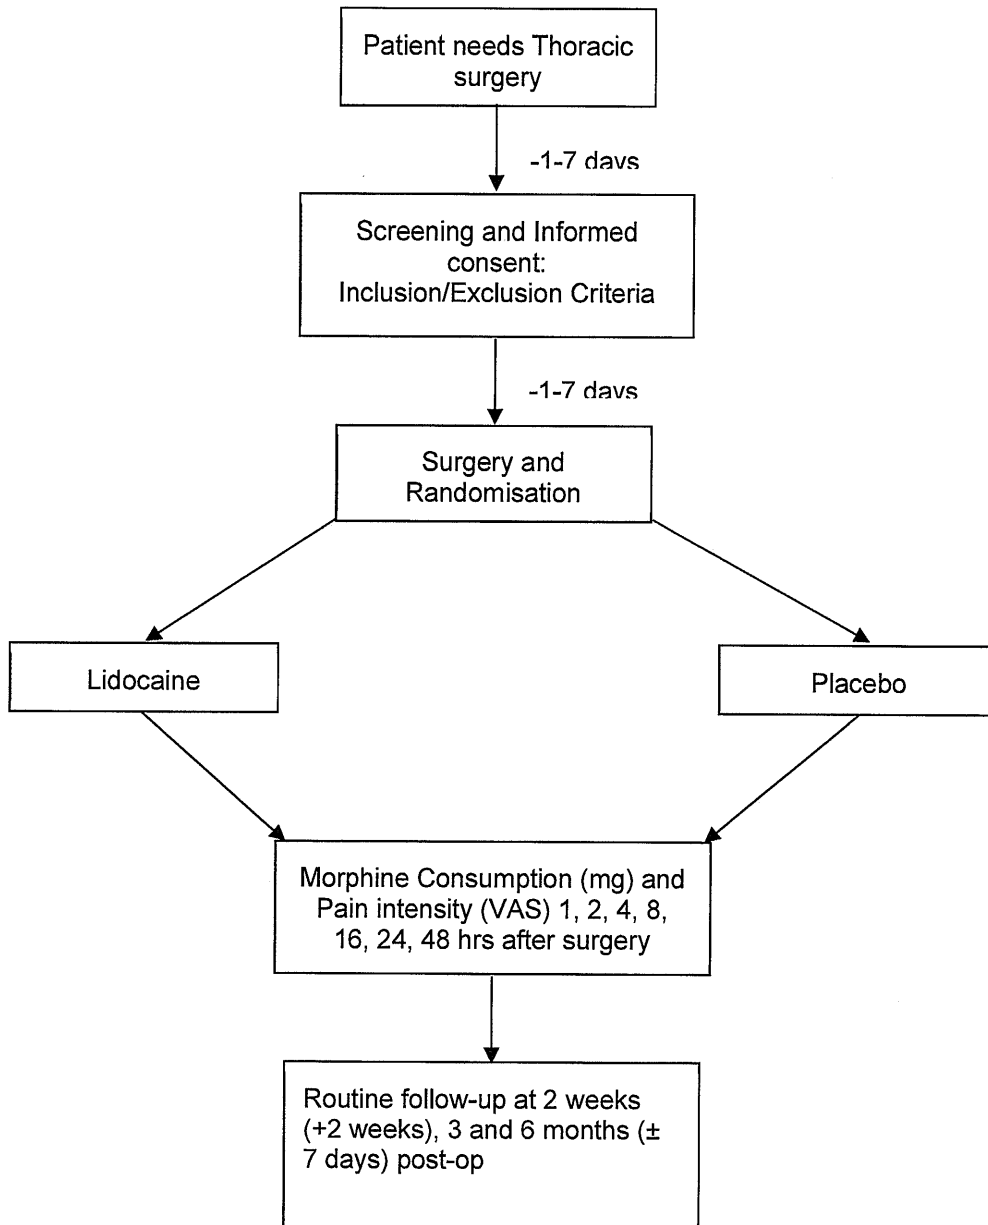 Patient needs Thoracic
surgery
-1-7 days
Screening and Informed
consent:
Inclusion/Exclusion Criteria
-1-7 days
Surgery and
Randomisation
Lidocaine
Placebo
Morphine Consumption (mg) and
Pain intensity (VAS) 1, 2, 4, 8,
16, 24, 48 hrs after surgery
Routine follow-up at 2 weeks
(+2 weeks), 3 and 6 months (±
7 days) post-op